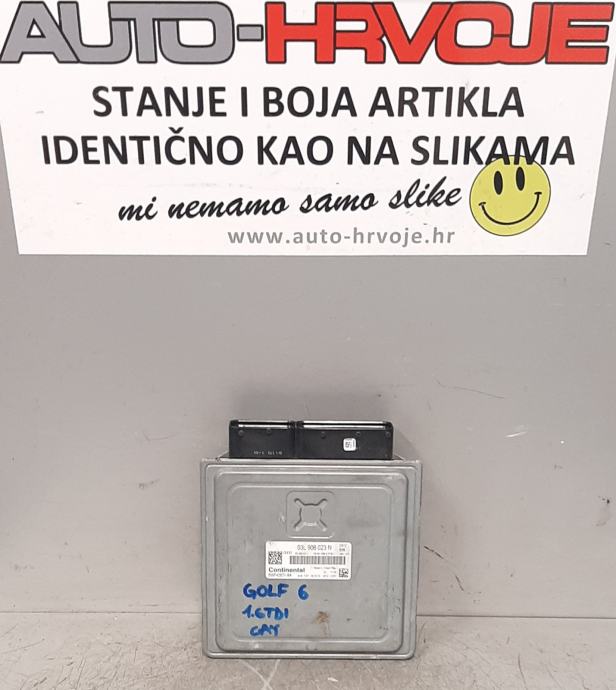 AUTO-HRVOJE
STANJE I BOJA ARTIKLA
IDENTIČNO KAO NA SLIKAMA
mi nemamo samo slike
www.auto-hrvoje.hr
03L 906 023 N
Continental
GOLF 6
1.6TDI
CAY